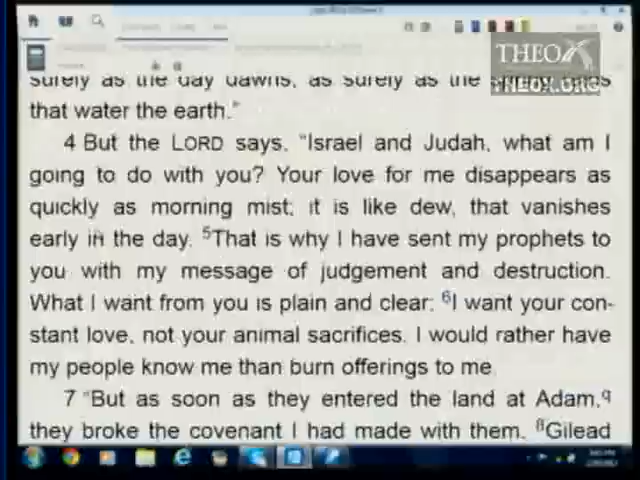 THEOX
THEOX.ORG
surely as the day dawns, as surely as the
that water the earth."
4 But the LORD says, "Israel and Judah, what am I
going to do with you? Your love for me disappears as
quickly as morning mist; it is like dew, that vanishes
early in the day. 5That is why I have sent my prophets to
you with my message of judgement and destruction.
What I want from you is plain and clear: 6I want your con-
stant love, not your animal sacrifices. I would rather have
my people know me than burn offerings to me.
7 "But as soon as they entered the land at Adam,q
they broke the covenant I had made with them. 8Gilead